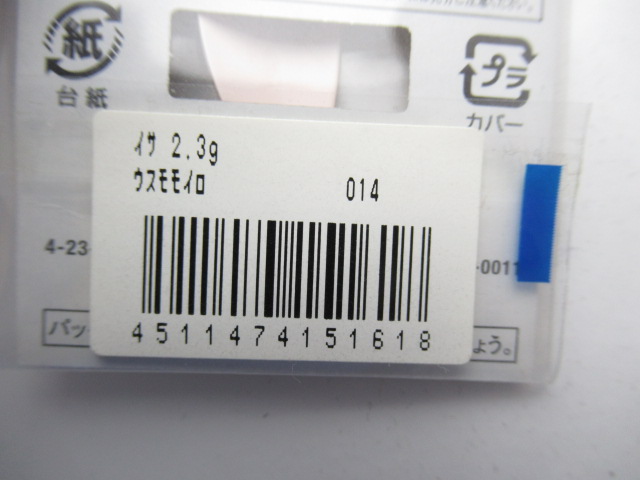 紙
台紙
プラ
カバー
イサ 2.3g
ウスモモイロ 014
4-23
-0011
4511474151618
パッ
ょう。